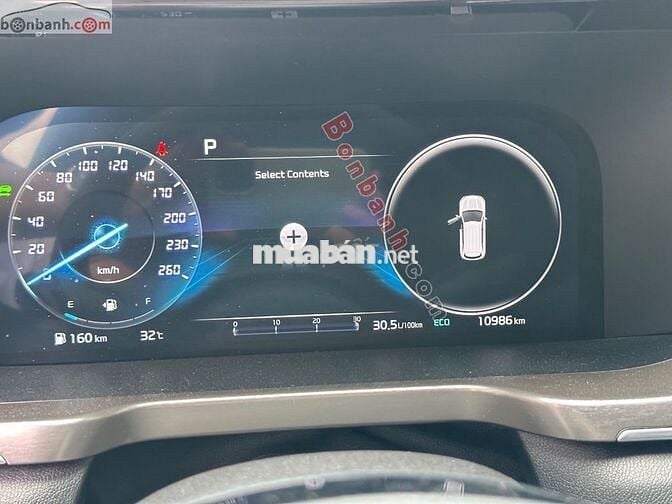 bonbanh.com
P
Select Contents
+
0 20 40 60 80 100 120 140 170 200 230 260
km/h
E F
160 km 32°c
0 10 20 30
30.5 L/100km ECO 10986 km
muaban.net
Bonbanh.com